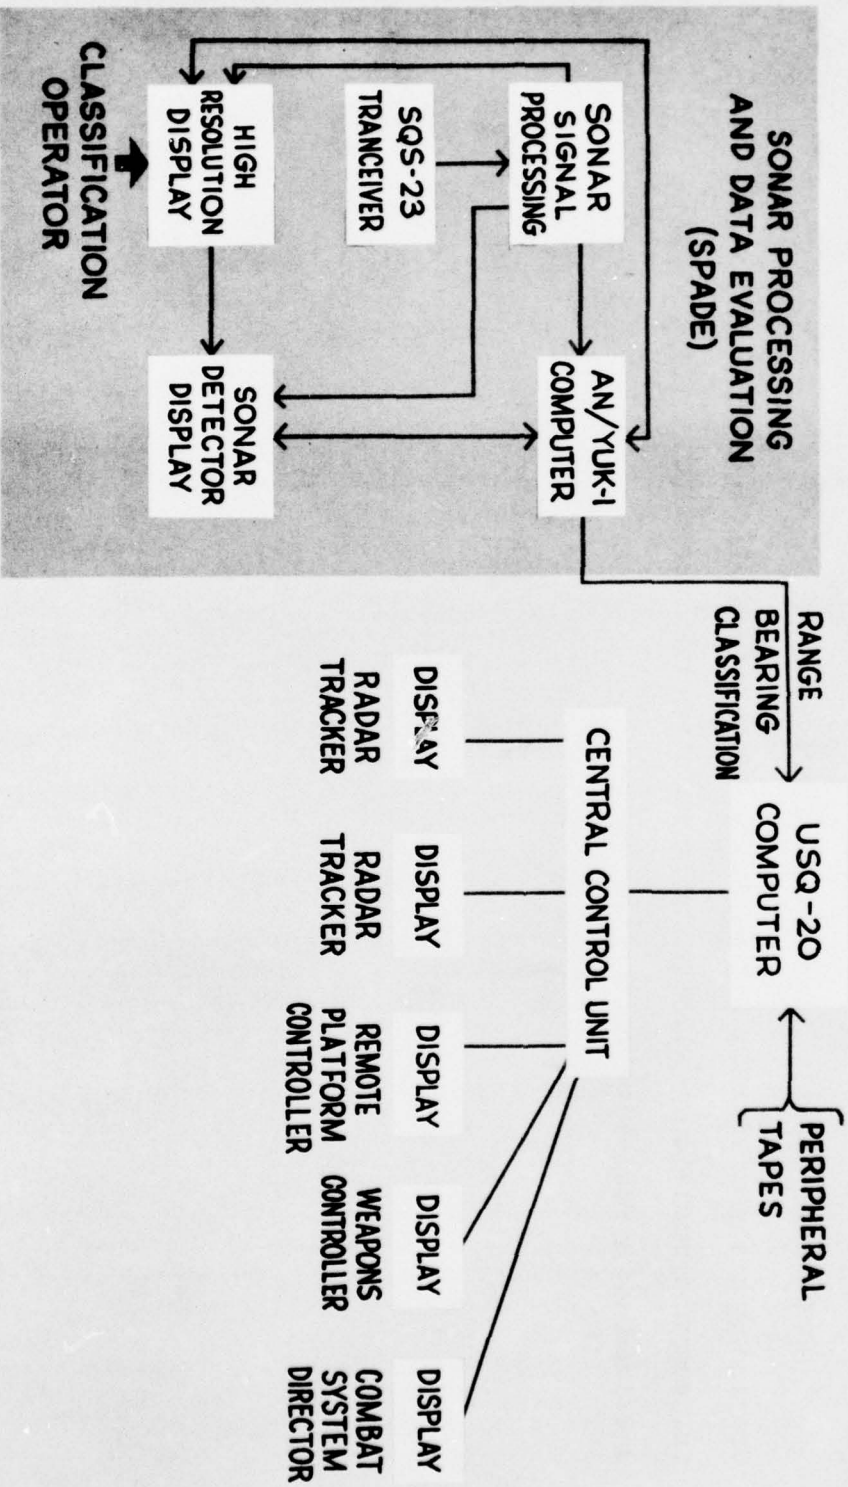 SONAR PROCESSING
AND DATA EVALUATION
(SPADE)
SONAR
SIGNAL
PROCESSING
AN/YUK-1
COMPUTER
SQS-23
TRANCEIVER
HIGH
RESOLUTION
DISPLAY
SONAR
DETECTOR
DISPLAY
CLASSIFICATION
OPERATOR
RANGE
BEARING
CLASSIFICATION
USQ-20
COMPUTER
PERIPHERAL
TAPES
CENTRAL CONTROL UNIT
DISPLAY
RADAR
TRACKER
DISPLAY
RADAR
TRACKER
DISPLAY
REMOTE
PLATFORM
CONTROLLER
DISPLAY
WEAPONS
CONTROLLER
DISPLAY
COMBAT
SYSTEM
DIRECTOR